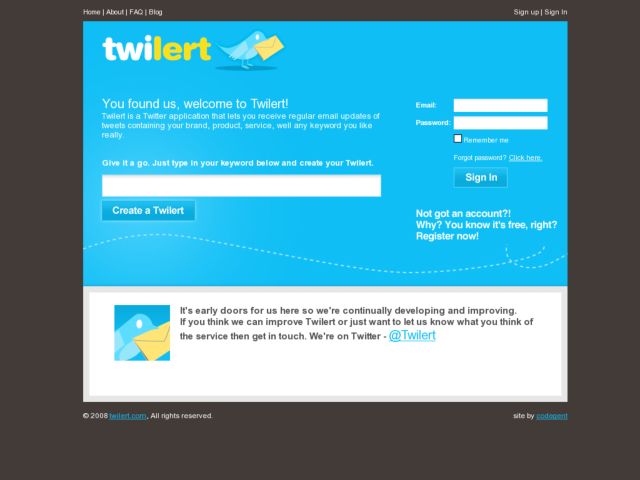 Home | About | FAQ | Blog
Sign up | Sign In
twilert
You found us, welcome to Twilert!
Twilert is a Twitter application that lets you receive regular email updates of
tweets containing your brand, product, service, well any keyword you like
really.
Give it a go. Just type in your keyword below and create your Twilert.
Create a Twilert
Email:
Password:
Remember me
Forgot password? Click here.
Sign In
Not got an account?!
Why? You know it's free, right?
Register now!
It's early doors for us here so we're continually developing and improving.
If you think we can improve Twilert or just want to let us know what you think of
the service then get in touch. We're on Twitter - @Twilert
© 2008 twilert.com, All rights reserved.
site by codegent